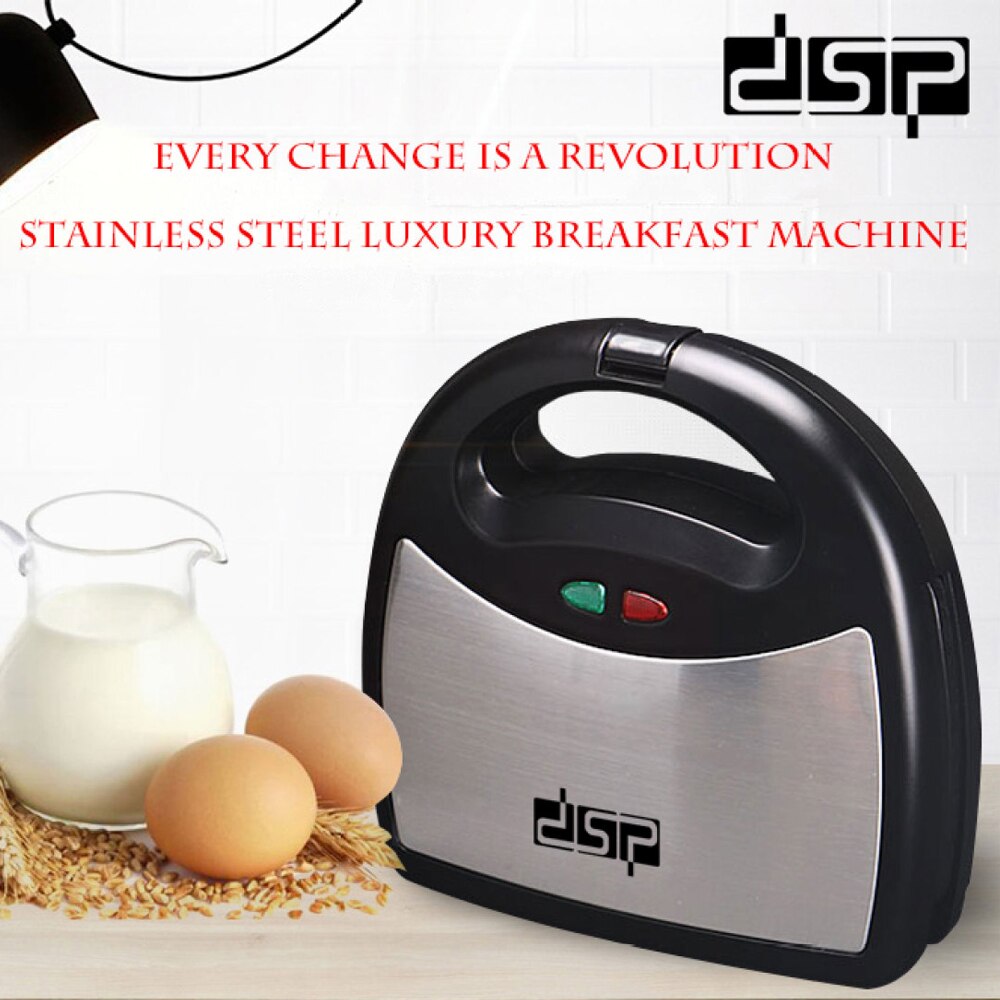 dsp
EVERY CHANGE IS A REVOLUTION
STAINLESS STEEL LUXURY BREAKFAST MACHINE
dsp